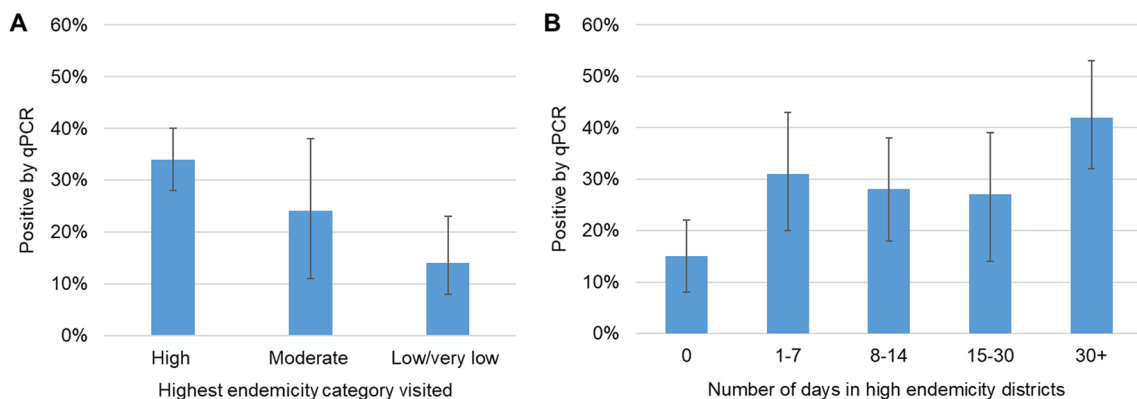 A
60%
50%
40%
30%
20%
10%
0%
Positive by qPCR
High Moderate Low/very low
Highest endemicity category visited
B
60%
50%
40%
30%
20%
10%
0%
Positive by qPCR
0 1-7 8-14 15-30 30+
Number of days in high endemicity districts